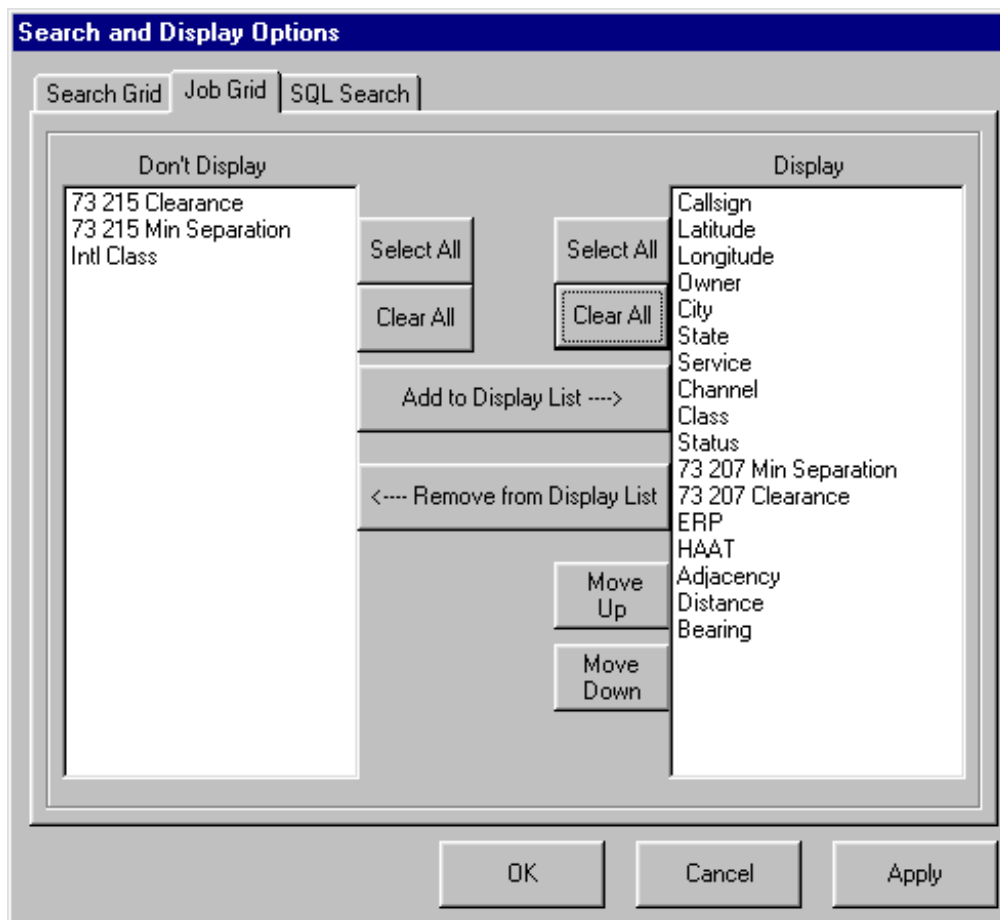 Search and Display Options
Search Grid
Job Grid
SQL Search
Don't Display
73 215 Clearance
73 215 Min Separation
Intl Class
Select All
Clear All
Select All
Clear All
Add to Display List ---->
<---- Remove from Display List
Move
Up
Move
Down
Display
Callsign
Latitude
Longitude
Owner
City
State
Service
Channel
Class
Status
73 207 Min Separation
73 207 Clearance
ERP
HAAT
Adjacency
Distance
Bearing
OK
Cancel
Apply